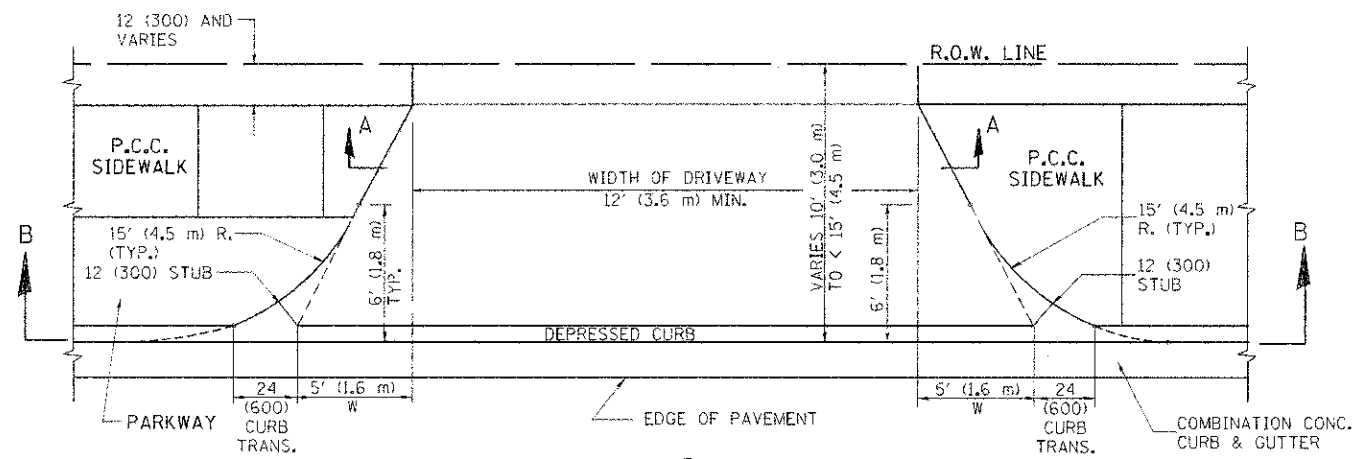 12 (300) AND
VARIES
R.O.W. LINE
A
A
P.C.C.
SIDEWALK
P.C.C.
SIDEWALK
WIDTH OF DRIVEWAY
12' (3.6 m) MIN.
VARIES 10' (3.0 m)
TO < 15' (4.5 m)
6' (1.8 m)
TYP.
6' (1.8 m)
B
B
15' (4.5 m) R.
(TYP.)
12 (300) STUB
15' (4.5 m)
R. (TYP.)
12 (300)
STUB
DEPRESSED CURB
24
(600)
CURB
TRANS.
5' (1.6 m)
W
5' (1.6 m)
W
24
(600)
CURB
TRANS.
PARKWAY
EDGE OF PAVEMENT
COMBINATION CONC.
CURB & GUTTER